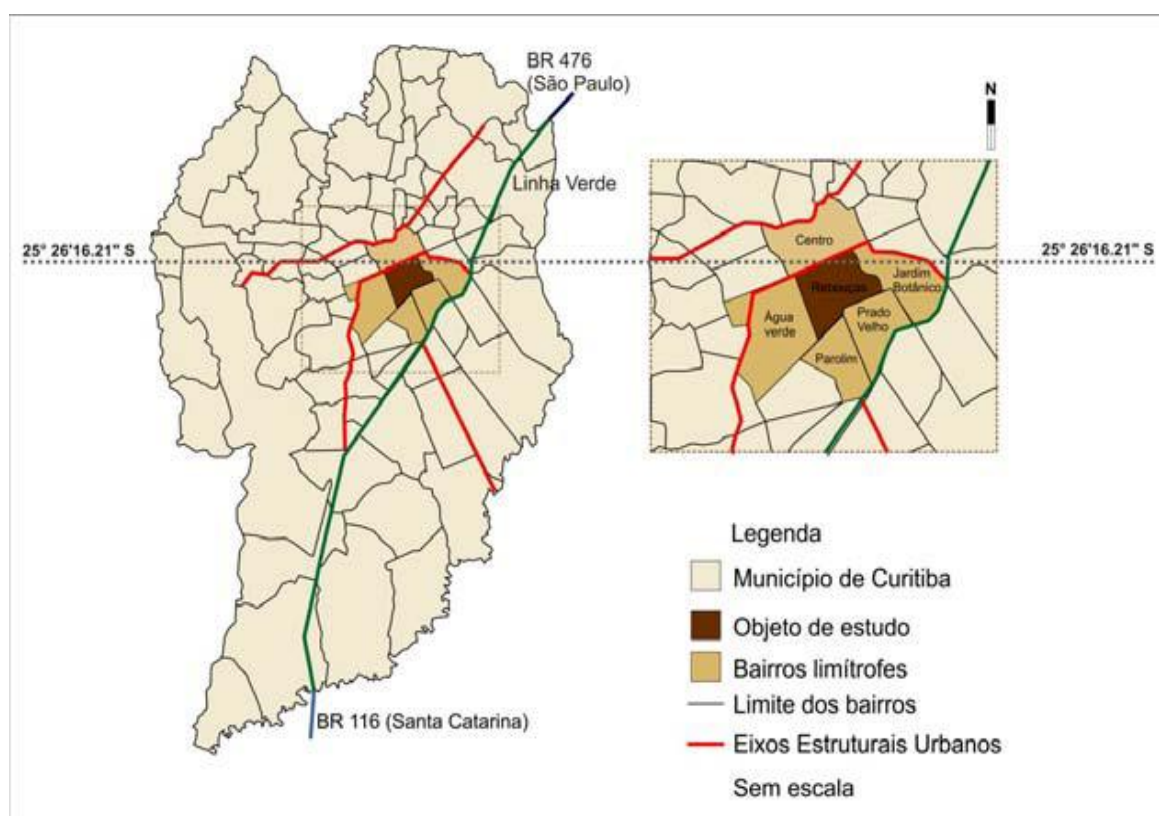 BR 476
(São Paulo)
Linha Verde
25° 26'16.21" S
BR 116 (Santa Catarina)
N
25° 26'16.21" S
Centro
Rebouças
Jardim
Botânico
Água
verde
Prado
Velho
Parolim
Legenda
Município de Curitiba
Objeto de estudo
Bairros limítrofes
Limite dos bairros
Eixos Estruturais Urbanos
Sem escala